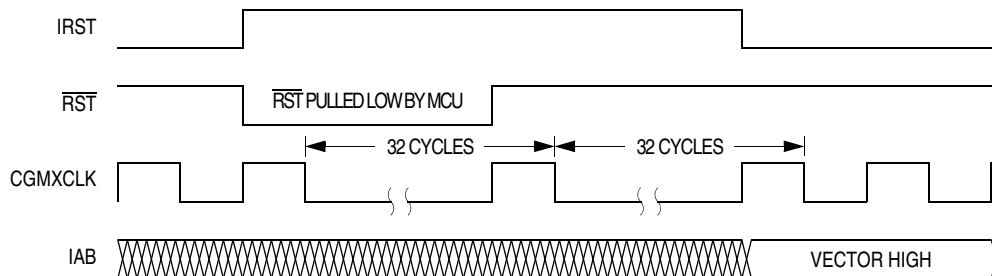 IRST
RST
RST PULLED LOW BY MCU
32 CYCLES
32 CYCLES
CGMXCLK
IAB
VECTOR HIGH